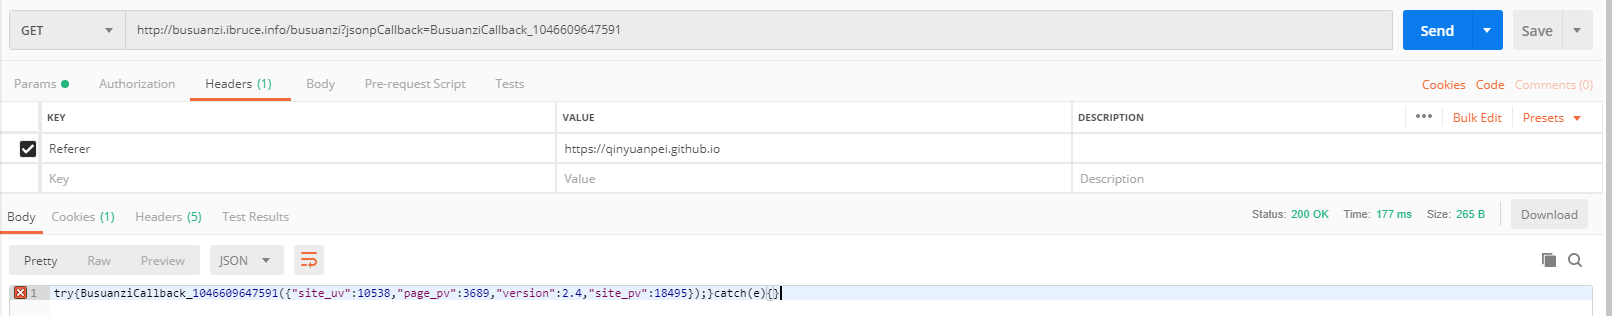 GET http://busuanzi.ibruce.info/busuanzi?jsonpCallback=BusuanziCallback_1046609647591 Send Save
Params Authorization Headers (1) Body Pre-request Script Tests Cookies Code Comments (0)
KEY VALUE DESCRIPTION ••• Bulk Edit Presets
Referer https://qinyuanpei.github.io
Key Value Description
Body Cookies (1) Headers (5) Test Results Status: 200 OK Time: 177 ms Size: 265 B Download
Pretty Raw Preview JSON
1 try{BusuanziCallback_1046609647591({"site_uv":10538,"page_pv":3689,"version":2.4,"site_pv":18495});}catch(e){}